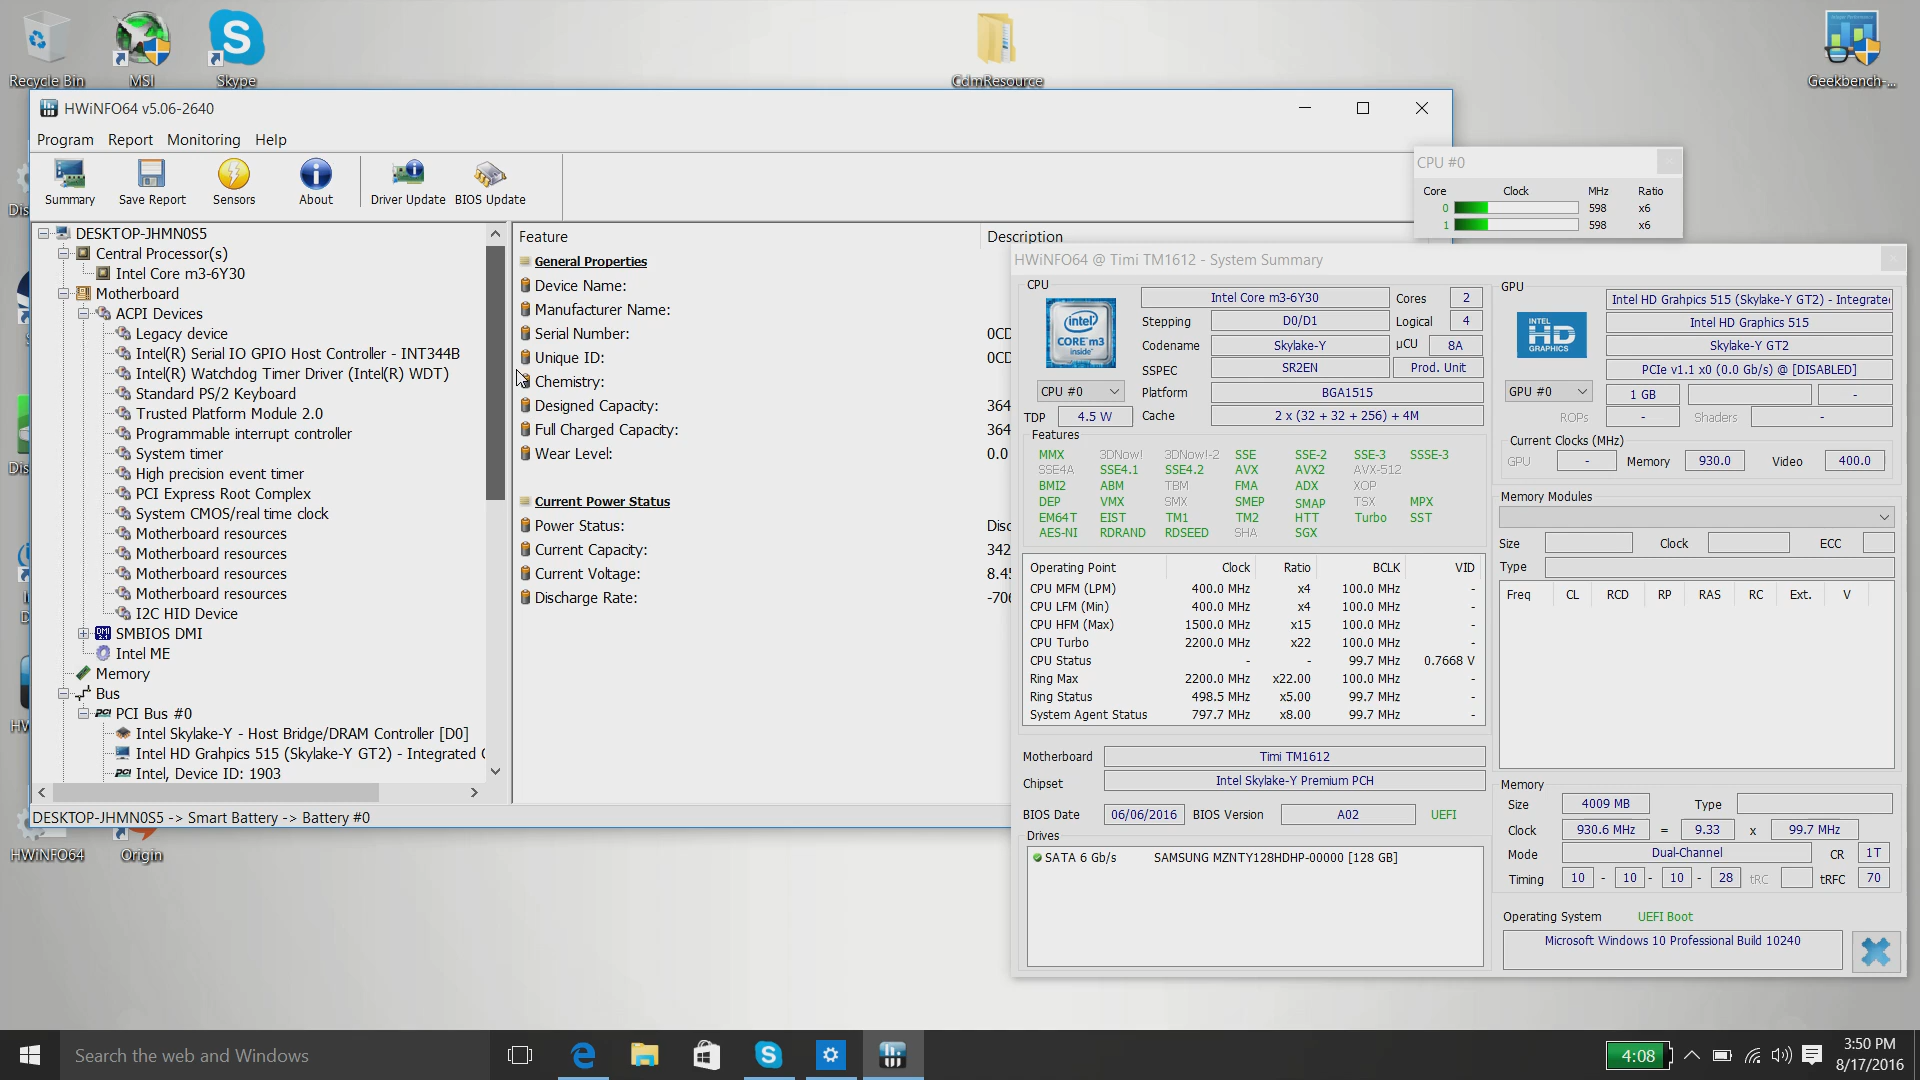 Recycle Bin
MSI
Skype
CdmResource
Geekbench-...
HWiNFO64 v5.06-2640
Program Report Monitoring Help
Summary Save Report Sensors About Driver Update BIOS Update
DESKTOP-JHMN0S5
Central Processor(s)
Intel Core m3-6Y30
Motherboard
ACPI Devices
Legacy device
Intel(R) Serial IO GPIO Host Controller - INT344B
Intel(R) Watchdog Timer Driver (Intel(R) WDT)
Standard PS/2 Keyboard
Trusted Platform Module 2.0
Programmable interrupt controller
System timer
High precision event timer
PCI Express Root Complex
System CMOS/real time clock
Motherboard resources
Motherboard resources
Motherboard resources
Motherboard resources
I2C HID Device
SMBIOS DMI
Intel ME
Memory
Bus
PCI Bus #0
Intel Skylake-Y - Host Bridge/DRAM Controller [D0]
Intel HD Grahpics 515 (Skylake-Y GT2) - Integrated
Intel, Device ID: 1903
DESKTOP-JHMN0S5 -> Smart Battery -> Battery #0
Feature Description
General Properties
Device Name:
Manufacturer Name:
Serial Number: 0CD
Unique ID: 0CD
Chemistry:
Designed Capacity: 364
Full Charged Capacity: 364
Wear Level: 0.0
Current Power Status
Power Status: Disc
Current Capacity: 342
Current Voltage: 8.45
Discharge Rate: -706
CPU #0
Core Clock MHz Ratio
0 598 x6
1 598 x6
HWiNFO64 @ Timi TM1612 - System Summary
CPU
intel CORE m3 inside
Intel Core m3-6Y30 Cores 2
Stepping D0/D1 Logical 4
Codename Skylake-Y µCU 8A
SSPEC SR2EN Prod. Unit
CPU #0 Platform BGA1515
TDP 4.5 W Cache 2 x (32 + 32 + 256) + 4M
Features
MMX 3DNow! 3DNow!-2 SSE SSE-2 SSE-3 SSSE-3
SSE4A SSE4.1 SSE4.2 AVX AVX2 AVX-512
BMI2 ABM TBM FMA ADX XOP
DEP VMX SMX SMEP SMAP TSX MPX
EM64T EIST TM1 TM2 HTT Turbo SST
AES-NI RDRAND RDSEED SHA SGX
Operating Point Clock Ratio BCLK VID
CPU MFM (LPM) 400.0 MHz x4 100.0 MHz -
CPU LFM (Min) 400.0 MHz x4 100.0 MHz -
CPU HFM (Max) 1500.0 MHz x15 100.0 MHz -
CPU Turbo 2200.0 MHz x22 100.0 MHz -
CPU Status - - 99.7 MHz 0.7668 V
Ring Max 2200.0 MHz x22.00 100.0 MHz -
Ring Status 498.5 MHz x5.00 99.7 MHz -
System Agent Status 797.7 MHz x8.00 99.7 MHz -
Motherboard Timi TM1612
Chipset Intel Skylake-Y Premium PCH
BIOS Date 06/06/2016 BIOS Version A02 UEFI
Drives
SATA 6 Gb/s SAMSUNG MZNTY128HDHP-00000 [128 GB]
GPU
INTEL HD GRAPHICS
Intel HD Grahpics 515 (Skylake-Y GT2) - Integrate
Intel HD Graphics 515
Skylake-Y GT2
PCIe v1.1 x0 (0.0 Gb/s) @ [DISABLED]
GPU #0 1 GB -
ROPs - Shaders -
Current Clocks (MHz)
GPU - Memory 930.0 Video 400.0
Memory Modules
Size Clock ECC
Type
Freq CL RCD RP RAS RC Ext. V
Memory
Size 4009 MB Type
Clock 930.6 MHz = 9.33 x 99.7 MHz
Mode Dual-Channel CR 1T
Timing 10 - 10 - 10 - 28 tRC tRFC 70
Operating System UEFI Boot
Microsoft Windows 10 Professional Build 10240
HWiNFO64
Origin
Search the web and Windows
4:08
3:50 PM
8/17/2016